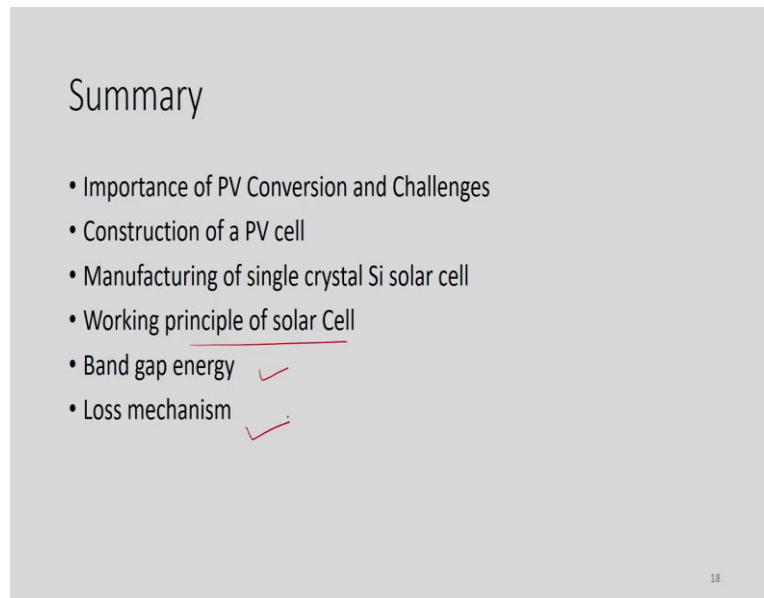 Summary
• Importance of PV Conversion and Challenges
• Construction of a PV cell
• Manufacturing of single crystal Si solar cell
• Working principle of solar Cell
• Band gap energy
• Loss mechanism
18